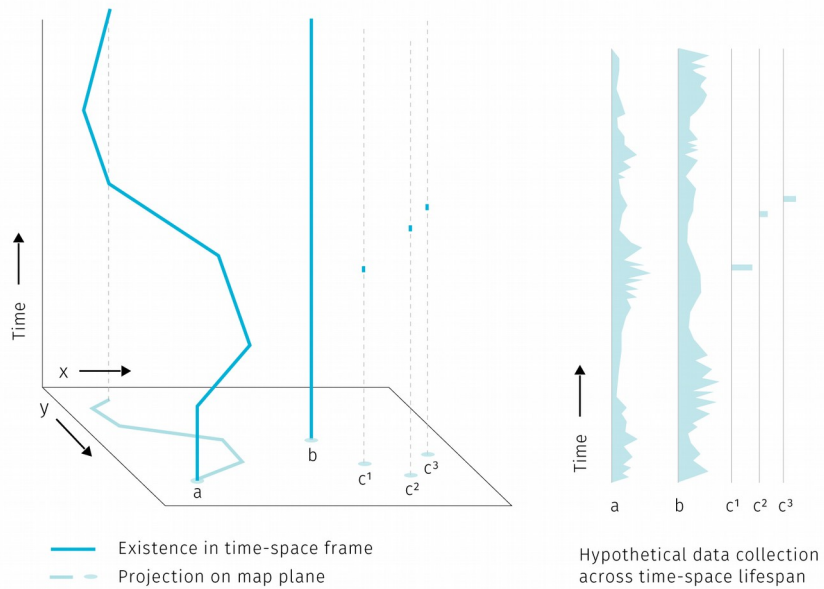 Time
x
y
a
b
c¹
c²
c³
Existence in time-space frame
Projection on map plane
Time
a
b
c¹
c²
c³
Hypothetical data collection
across time-space lifespan